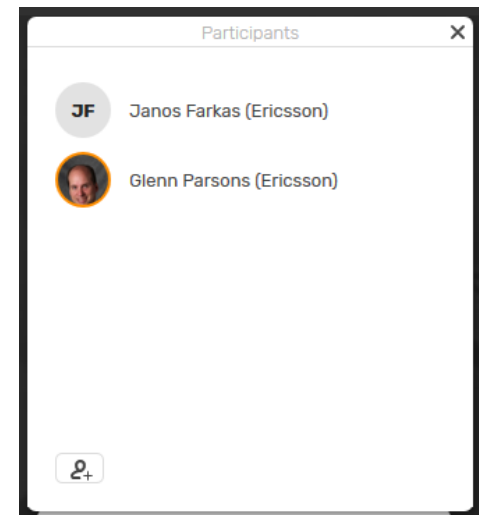 Participants
JF
Janos Farkas (Ericsson)
Glenn Parsons (Ericsson)